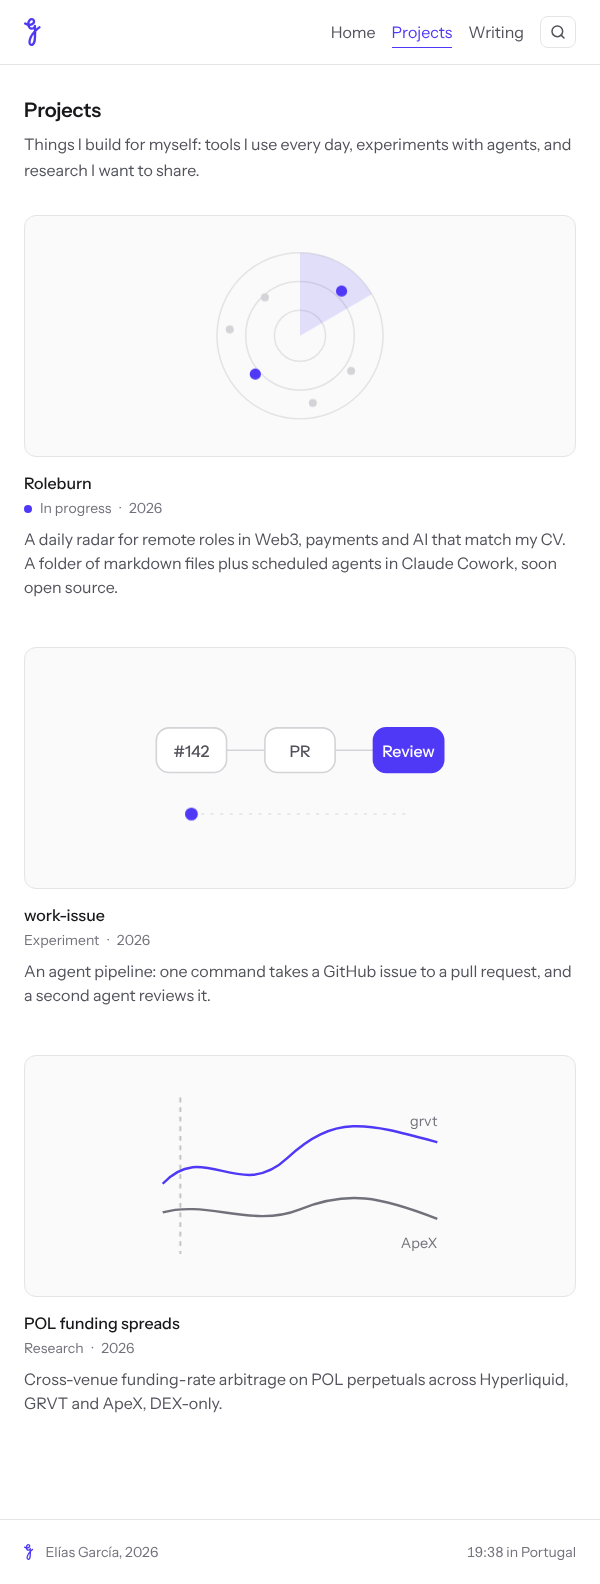 Home Projects Writing
Projects
Things I build for myself: tools I use every day, experiments with agents, and
research I want to share.
Roleburn
In progress · 2026
A daily radar for remote roles in Web3, payments and AI that match my CV.
A folder of markdown files plus scheduled agents in Claude Cowork, soon
open source.
#142 PR Review
work-issue
Experiment · 2026
An agent pipeline: one command takes a GitHub issue to a pull request, and
a second agent reviews it.
grvt
ApeX
POL funding spreads
Research · 2026
Cross-venue funding-rate arbitrage on POL perpetuals across Hyperliquid,
GRVT and ApeX, DEX-only.
Elías García, 2026 19:38 in Portugal